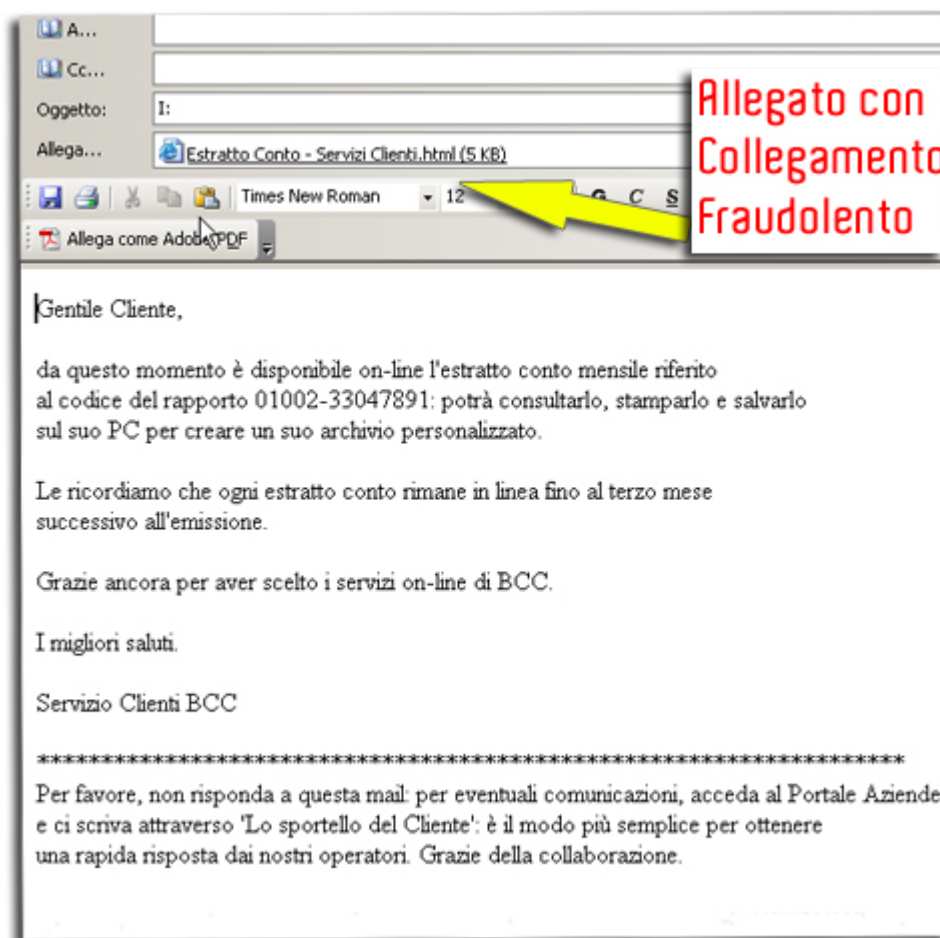 A...
Cc...
Oggetto: I:
Allega... Estratto Conto - Servizi Clienti.html (5 KB)
Allegato con
Collegamento
Fraudolento
Times New Roman 12 G C S
Allega come Adobe PDF
Gentile Cliente,
da questo momento è disponibile on-line l'estratto conto mensile riferito
al codice del rapporto 01002-33047891: potrà consultarlo, stamparlo e salvarlo
sul suo PC per creare un suo archivio personalizzato.
Le ricordiamo che ogni estratto conto rimane in linea fino al terzo mese
successivo all'emissione.
Grazie ancora per aver scelto i servizi on-line di BCC.
I migliori saluti.
Servizio Clienti BCC
********************************************************************
Per favore, non risponda a questa mail: per eventuali comunicazioni, acceda al Portale Aziende
e ci scriva attraverso 'Lo sportello del Cliente': è il modo più semplice per ottenere
una rapida risposta dai nostri operatori. Grazie della collaborazione.